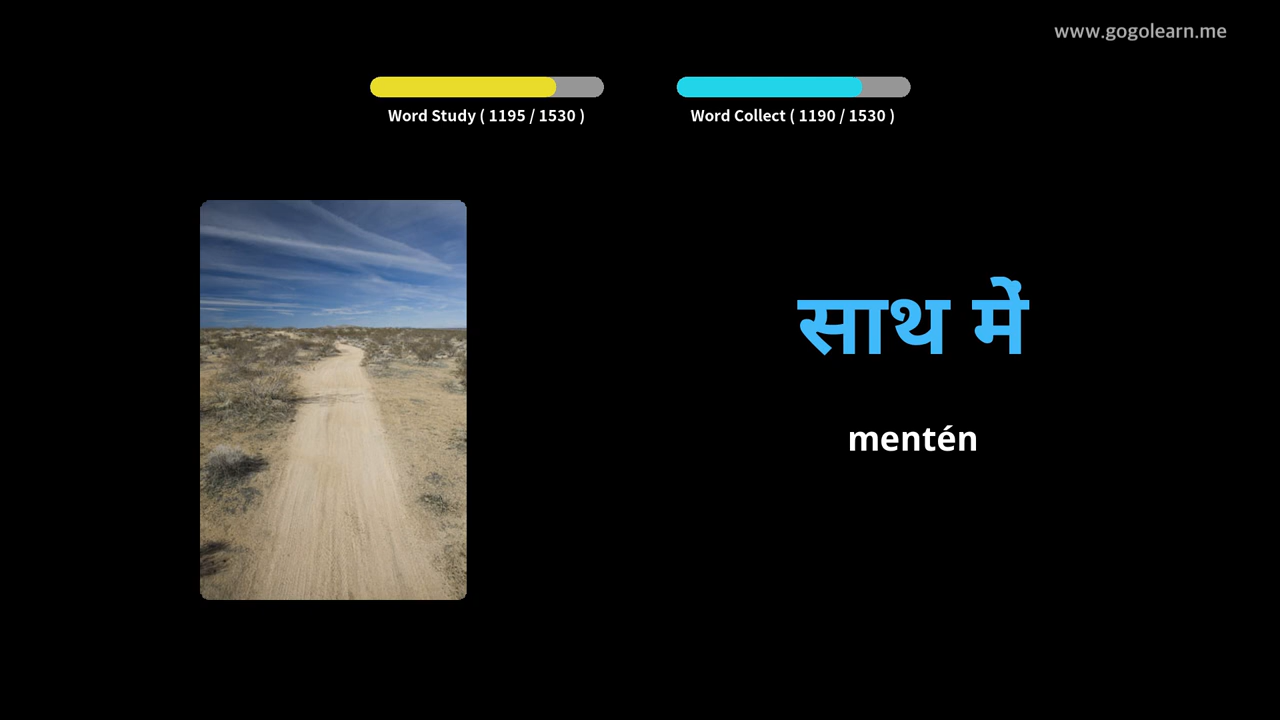 www.gogolearn.me
Word Study ( 1195 / 1530 )
Word Collect ( 1190 / 1530 )
साथ में
mentén